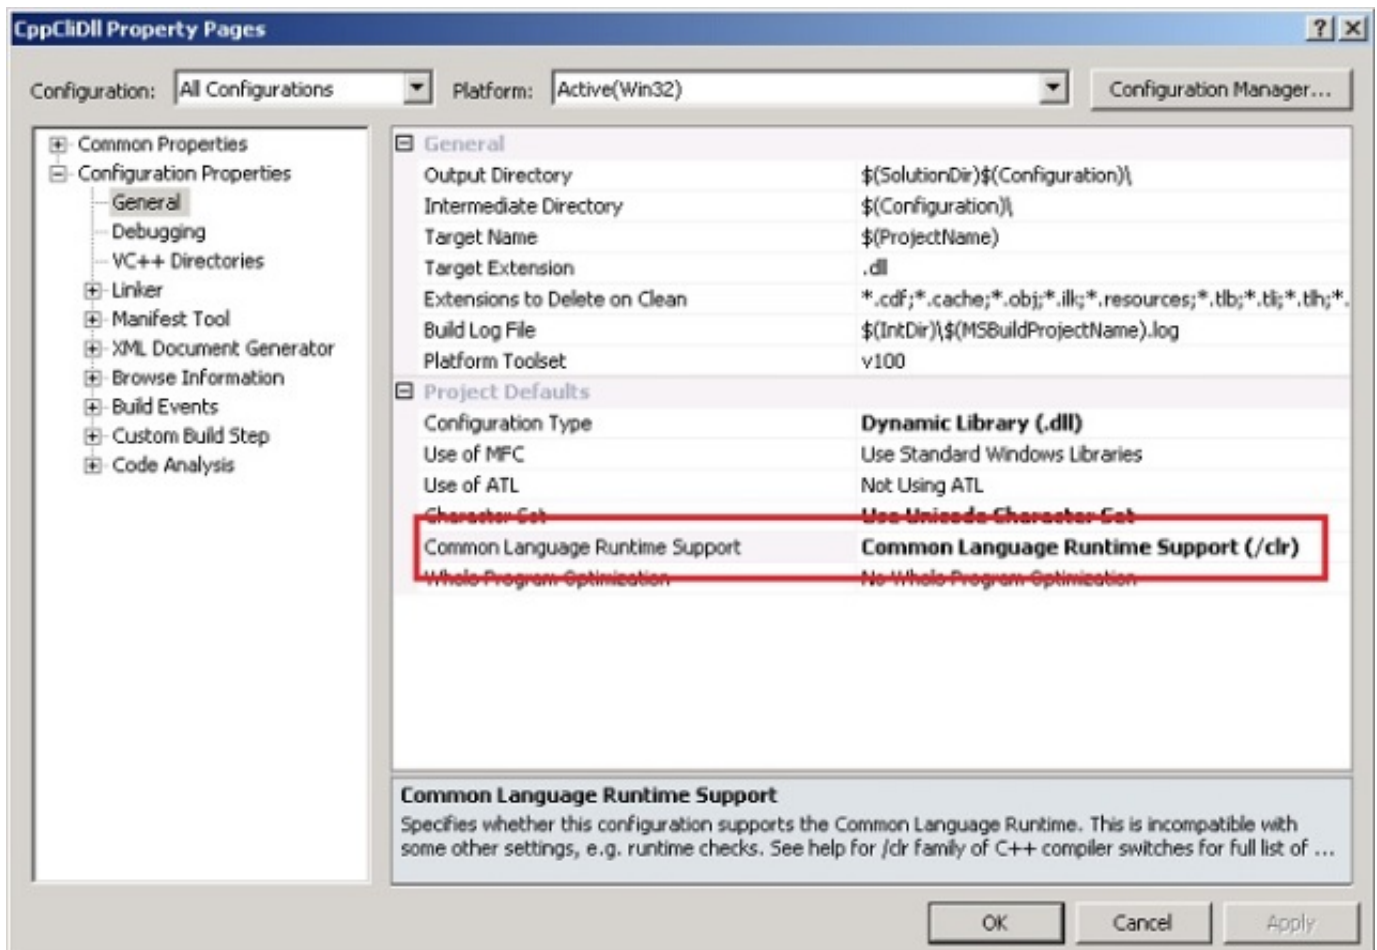 CppCliDll Property Pages
Configuration: All Configurations Platform: Active(Win32) Configuration Manager...
Common Properties
Configuration Properties
General
Debugging
VC++ Directories
Linker
Manifest Tool
XML Document Generator
Browse Information
Build Events
Custom Build Step
Code Analysis
General
Output Directory $(SolutionDir)$(Configuration)\
Intermediate Directory $(Configuration)\
Target Name $(ProjectName)
Target Extension .dll
Extensions to Delete on Clean *.cdf;*.cache;*.obj;*.ilk;*.resources;*.tlb;*.tli;*.tlh;*.
Build Log File $(IntDir)\$(MSBuildProjectName).log
Platform Toolset v100
Project Defaults
Configuration Type Dynamic Library (.dll)
Use of MFC Use Standard Windows Libraries
Use of ATL Not Using ATL
Character Set Use Unicode Character Set
Common Language Runtime Support Common Language Runtime Support (/clr)
Whole Program Optimization No Whole Program Optimization
Common Language Runtime Support
Specifies whether this configuration supports the Common Language Runtime. This is incompatible with
some other settings, e.g. runtime checks. See help for /clr family of C++ compiler switches for full list of ...
OK Cancel Apply